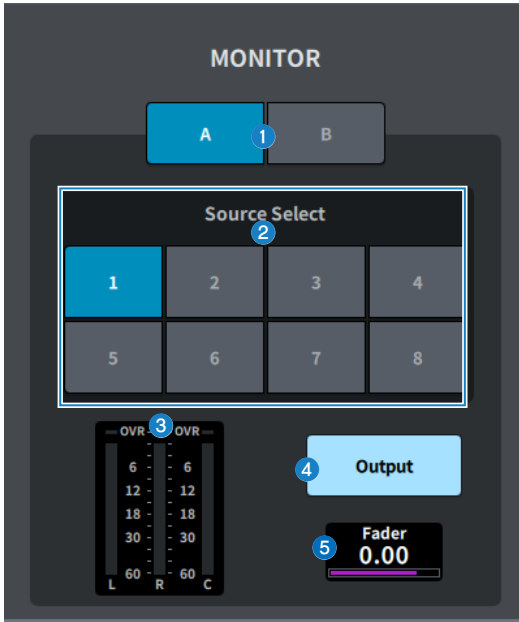 MONITOR
A 1 B
Source Select
2
1 2 3 4
5 6 7 8
OVR 3 OVR
6 6
12 12
18 18
30 30
60 60
L R C
4 Output
5 Fader
0.00